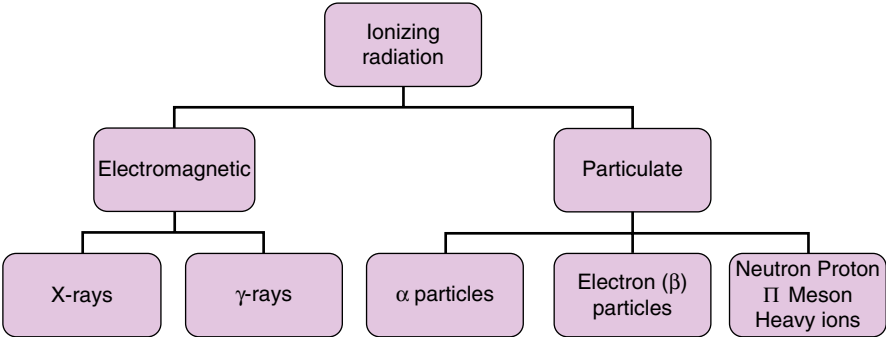 Ionizing
radiation
Electromagnetic
Particulate
X-rays
γ-rays
α particles
Electron (β)
particles
Neutron Proton
Π Meson
Heavy ions